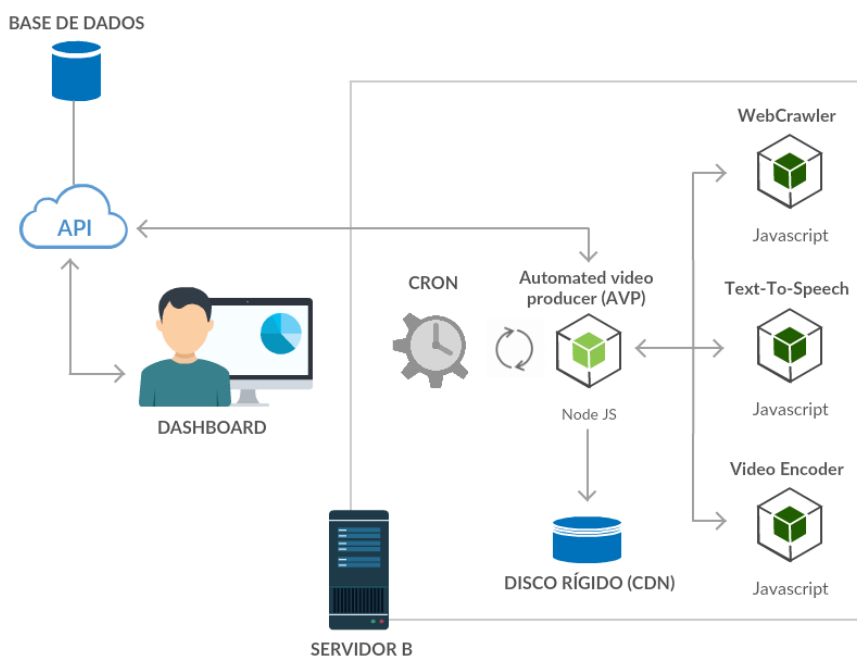 BASE DE DADOS
API
DASHBOARD
CRON
Automated video
producer (AVP)
Node JS
DISCO RÍGIDO (CDN)
SERVIDOR B
WebCrawler
Javascript
Text-To-Speech
Javascript
Video Encoder
Javascript